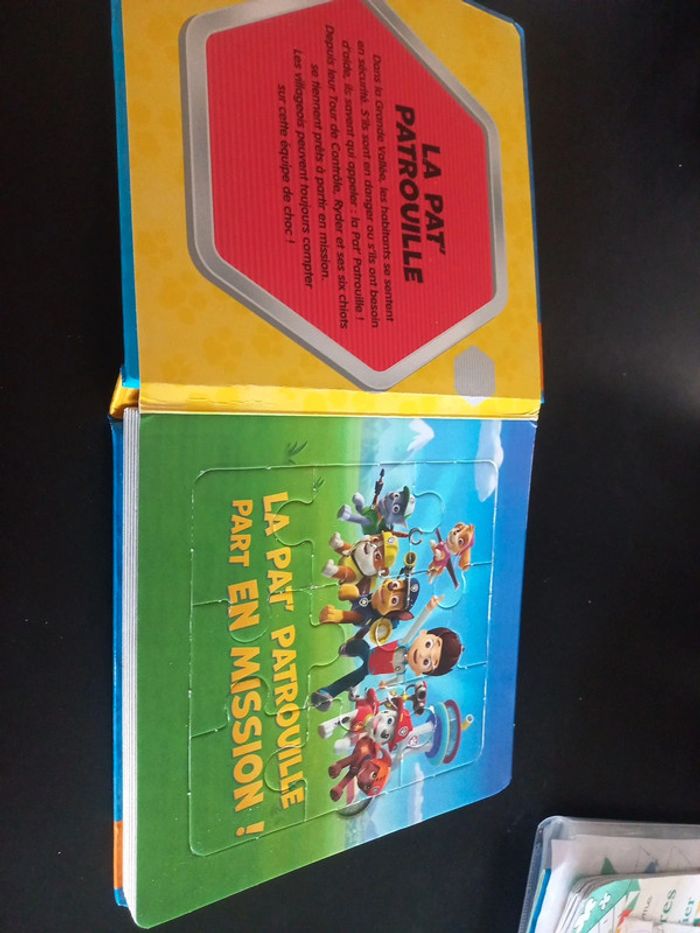 LA PAT'
PATROUILLE
Dans la Grande Vallée, les habitants se sentent
en sécurité. S'ils sont en danger ou s'ils ont besoin
d'aide, ils savent qui appeler : la Pat' Patrouille !
Depuis leur Tour de Contrôle, Ryder et ses six chiots
se tiennent prêts à partir en mission.
Les villageois peuvent toujours compter
sur cette équipe de choc !
LA PAT' PATROUILLE
PART EN MISSION !